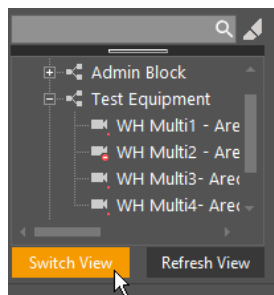 Admin Block
Test Equipment
WH Multi1 - Are
WH Multi2 - Are
WH Multi3- Are
WH Multi4- Are
Switch View
Refresh View